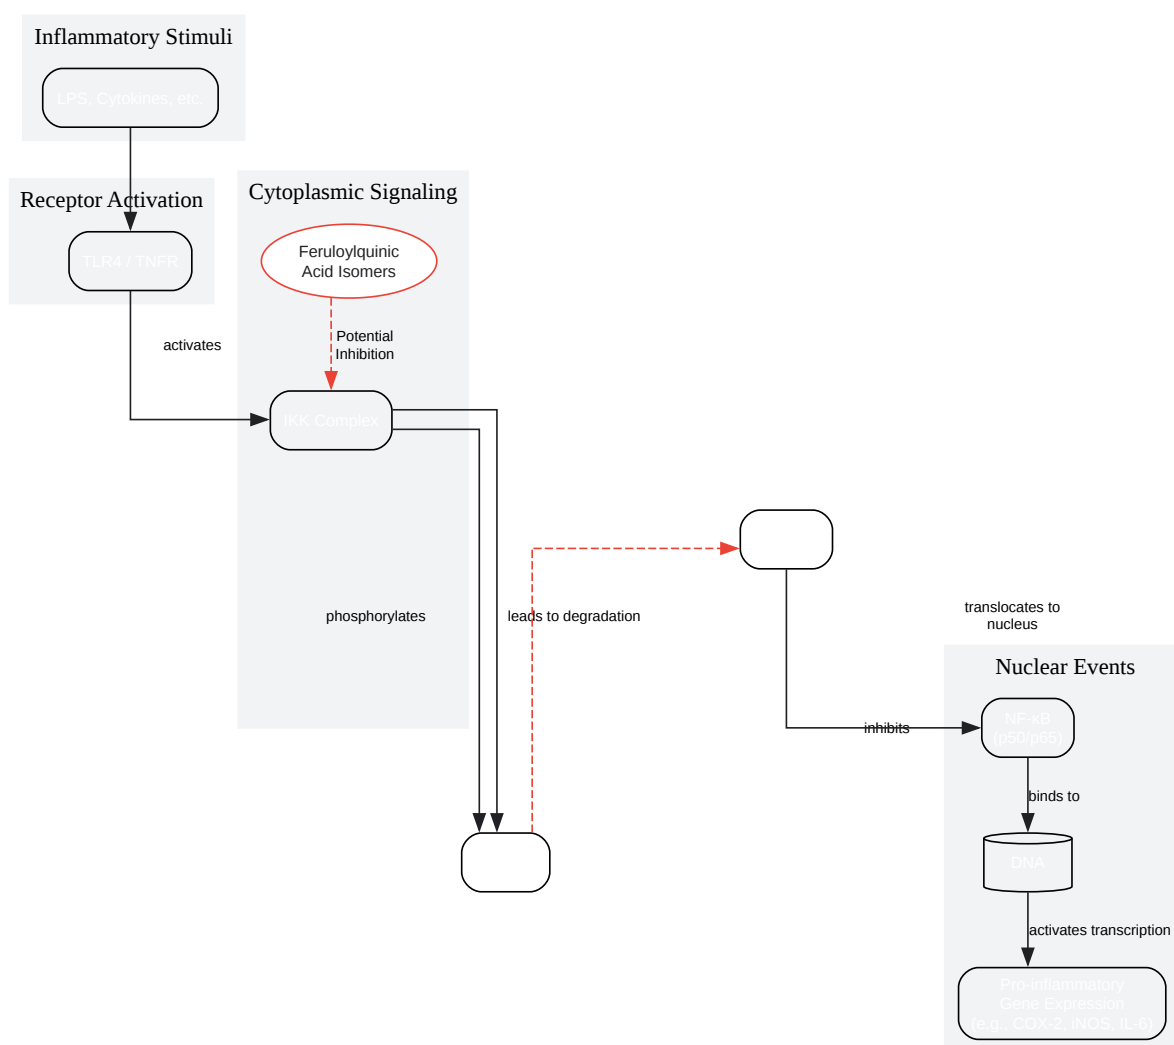 Inflammatory Stimuli
LPS, Cytokines, etc.
Receptor Activation
TLR4 / TNFR
activates
Cytoplasmic Signaling
Feruloylquinic
Acid Isomers
Potential
Inhibition
IKK Complex
phosphorylates
leads to degradation
inhibits
translocates to
nucleus
Nuclear Events
NF-κB
(p50/p65)
binds to
DNA
activates transcription
Pro-inflammatory
Gene Expression
(e.g., COX-2, iNOS, IL-6)